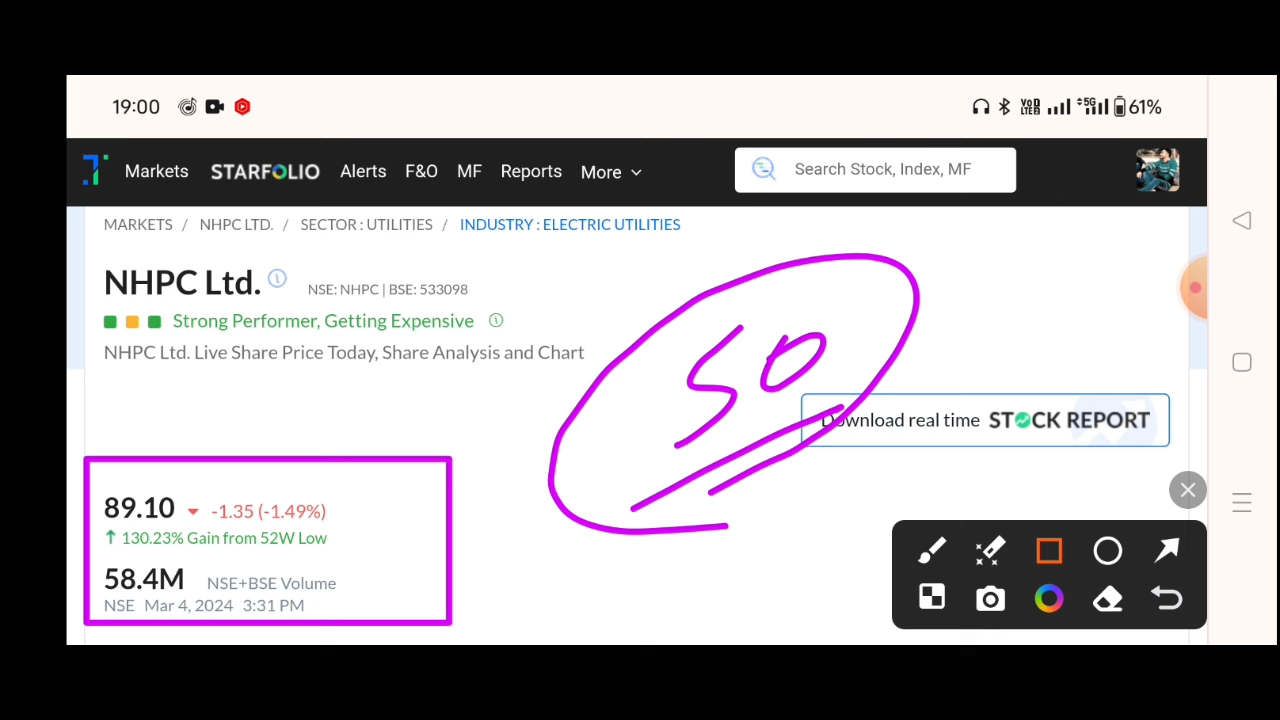 19:00 VoD LTE2 5G 61%
Markets STARFOLIO Alerts F&O MF Reports More Search Stock, Index, MF
MARKETS / NHPC LTD. / SECTOR : UTILITIES / INDUSTRY : ELECTRIC UTILITIES
NHPC Ltd. NSE: NHPC | BSE: 533098
Strong Performer, Getting Expensive
NHPC Ltd. Live Share Price Today, Share Analysis and Chart
50
Download real time STOCK REPORT
89.10 -1.35 (-1.49%)
130.23% Gain from 52W Low
58.4M NSE+BSE Volume
NSE Mar 4, 2024 3:31 PM